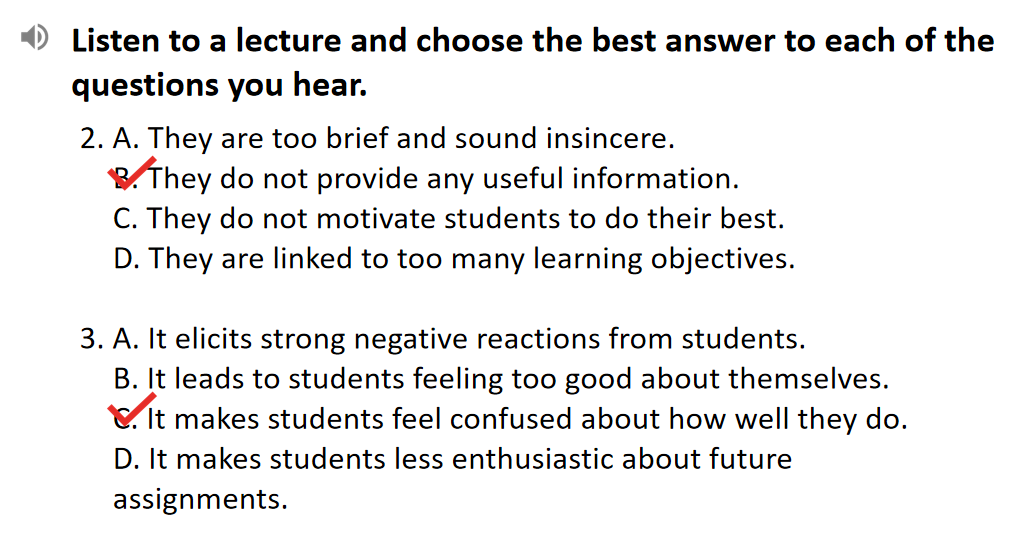 Listen to a lecture and choose the best answer to each of the
questions you hear.
2. A. They are too brief and sound insincere.
B. They do not provide any useful information.
C. They do not motivate students to do their best.
D. They are linked to too many learning objectives.
3. A. It elicits strong negative reactions from students.
B. It leads to students feeling too good about themselves.
C. It makes students feel confused about how well they do.
D. It makes students less enthusiastic about future
assignments.